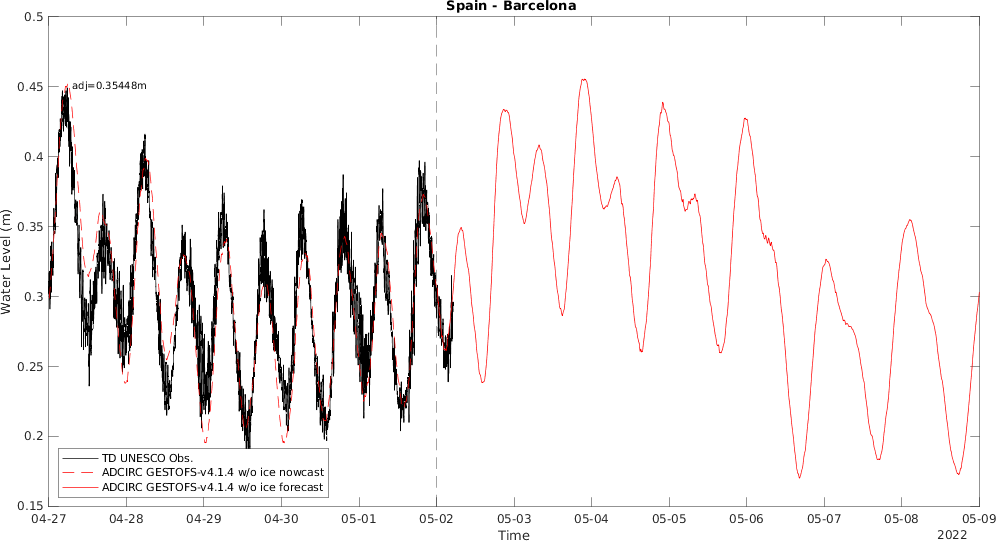 Spain - Barcelona
0.5
0.45
0.4
0.35
0.3
0.25
0.2
0.15
Water Level (m)
adj=0.35448m
TD UNESCO Obs.
ADCIRC GESTOFS-v4.1.4 w/o ice nowcast
ADCIRC GESTOFS-v4.1.4 w/o ice forecast
04-27 04-28 04-29 04-30 05-01 05-02 05-03 05-04 05-05 05-06 05-07 05-08 05-09
Time
2022